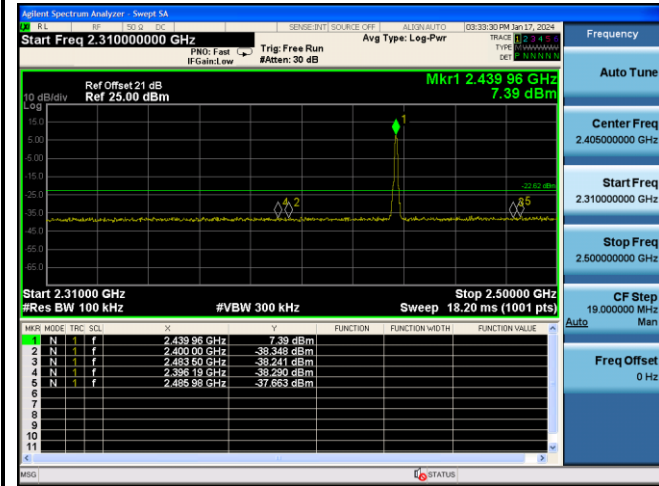 Agilent Spectrum Analyzer - Swept SA
RL RF 50 Ω DC SENSE:INT SOURCE OFF ALIGNAUTO 03:33:30 PM Jan 17, 2024
Start Freq 2.310000000 GHz
PNO: Fast
IFGain:Low
Trig: Free Run
#Atten: 30 dB
Avg Type: Log-Pwr
TRACE 1 2 3 4 5 6
TYPE M WWWWW
DET P N N N N N
Ref Offset 21 dB
10 dB/div Ref 25.00 dBm
Log
Mkr1 2.439 96 GHz
7.39 dBm
15.0
5.00
-5.00
-15.0
-25.0
-35.0
-45.0
-55.0
-65.0
1
-22.62 dBm
4 2
5
Start 2.31000 GHz Stop 2.50000 GHz
#Res BW 100 kHz #VBW 300 kHz Sweep 18.20 ms (1001 pts)
MKR MODE TRC SCL X Y FUNCTION FUNCTION WIDTH FUNCTION VALUE
1 N 1 f 2.439 96 GHz 7.39 dBm
2 N 1 f 2.400 00 GHz -38.348 dBm
3 N 1 f 2.483 50 GHz -38.241 dBm
4 N 1 f 2.396 19 GHz -38.290 dBm
5 N 1 f 2.485 98 GHz -37.663 dBm
6
7
8
9
10
11
MSG STATUS
Frequency
Auto Tune
Center Freq
2.405000000 GHz
Start Freq
2.310000000 GHz
Stop Freq
2.500000000 GHz
CF Step
19.000000 MHz
Auto Man
Freq Offset
0 Hz